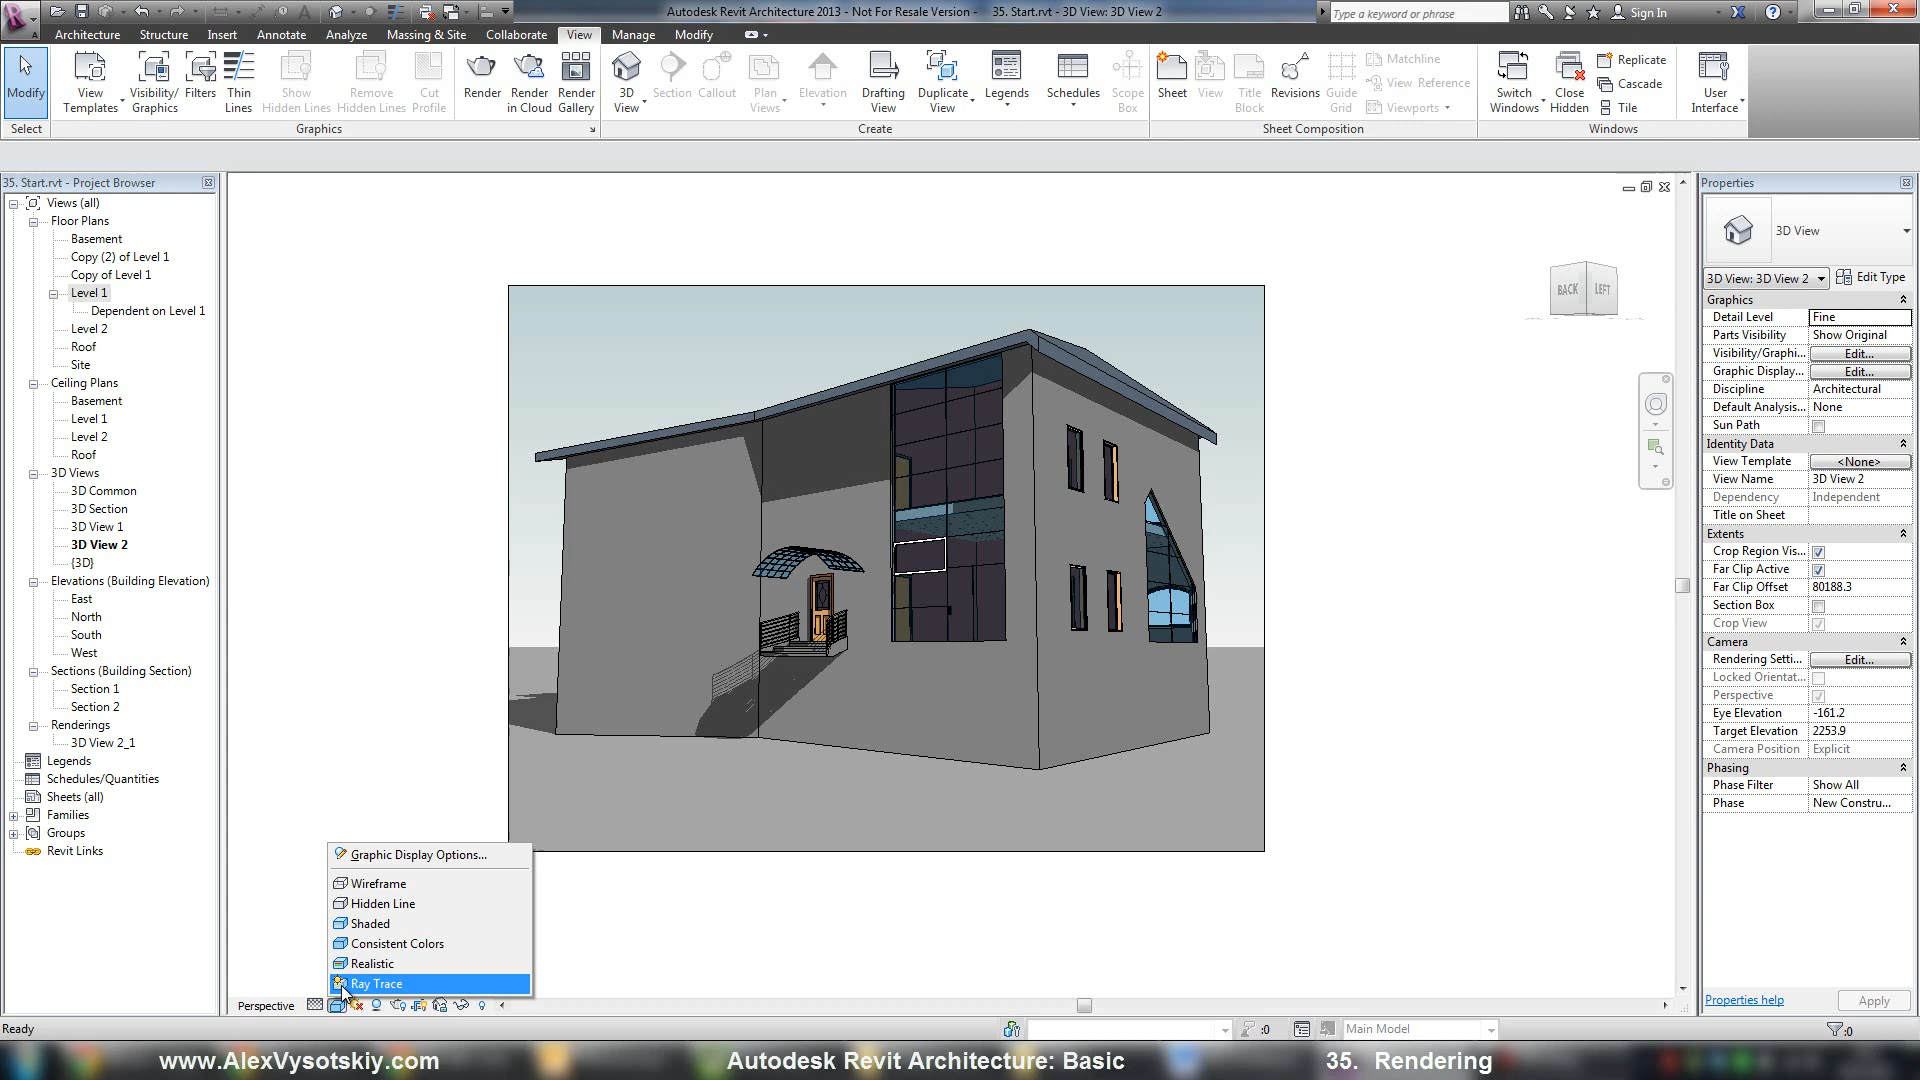 Autodesk Revit Architecture 2013 - Not For Resale Version - 35. Start.rvt - 3D View: 3D View 2
Type a keyword or phrase
Sign In
Architecture Structure Insert Annotate Analyze Massing & Site Collaborate View Manage Modify
Modify
View Templates
Visibility/ Graphics
Filters
Thin Lines
Show Hidden Lines
Remove Hidden Lines
Cut Profile
Render
Render in Cloud
Render Gallery
3D View
Section
Callout
Plan Views
Elevation
Drafting View
Duplicate View
Legends
Schedules
Scope Box
Sheet
View
Title Block
Revisions
Guide Grid
Matchline
View Reference
Viewports
Switch Windows
Close Hidden
Replicate
Cascade
Tile
User Interface
Select
Graphics
Create
Sheet Composition
Windows
35. Start.rvt - Project Browser
Views (all)
Floor Plans
Basement
Copy (2) of Level 1
Copy of Level 1
Level 1
Dependent on Level 1
Level 2
Roof
Site
Ceiling Plans
Basement
Level 1
Level 2
Roof
3D Views
3D Common
3D Section
3D View 1
3D View 2
{3D}
Elevations (Building Elevation)
East
North
South
West
Sections (Building Section)
Section 1
Section 2
Renderings
3D View 2_1
Legends
Schedules/Quantities
Sheets (all)
Families
Groups
Revit Links
BACK LEFT
Graphic Display Options...
Wireframe
Hidden Line
Shaded
Consistent Colors
Realistic
Ray Trace
Perspective
Properties
3D View
3D View: 3D View 2 Edit Type
Graphics
Detail Level Fine
Parts Visibility Show Original
Visibility/Graphi... Edit...
Graphic Display... Edit...
Discipline Architectural
Default Analysis... None
Sun Path
Identity Data
View Template <None>
View Name 3D View 2
Dependency Independent
Title on Sheet
Extents
Crop Region Vis...
Far Clip Active
Far Clip Offset 80188.3
Section Box
Crop View
Camera
Rendering Setti... Edit...
Locked Orientat...
Perspective
Eye Elevation -161.2
Target Elevation 2253.9
Camera Position Explicit
Phasing
Phase Filter Show All
Phase New Constru...
Properties help Apply
Ready
:0
Main Model
:0
www.AlexVysotskiy.com Autodesk Revit Architecture: Basic 35. Rendering